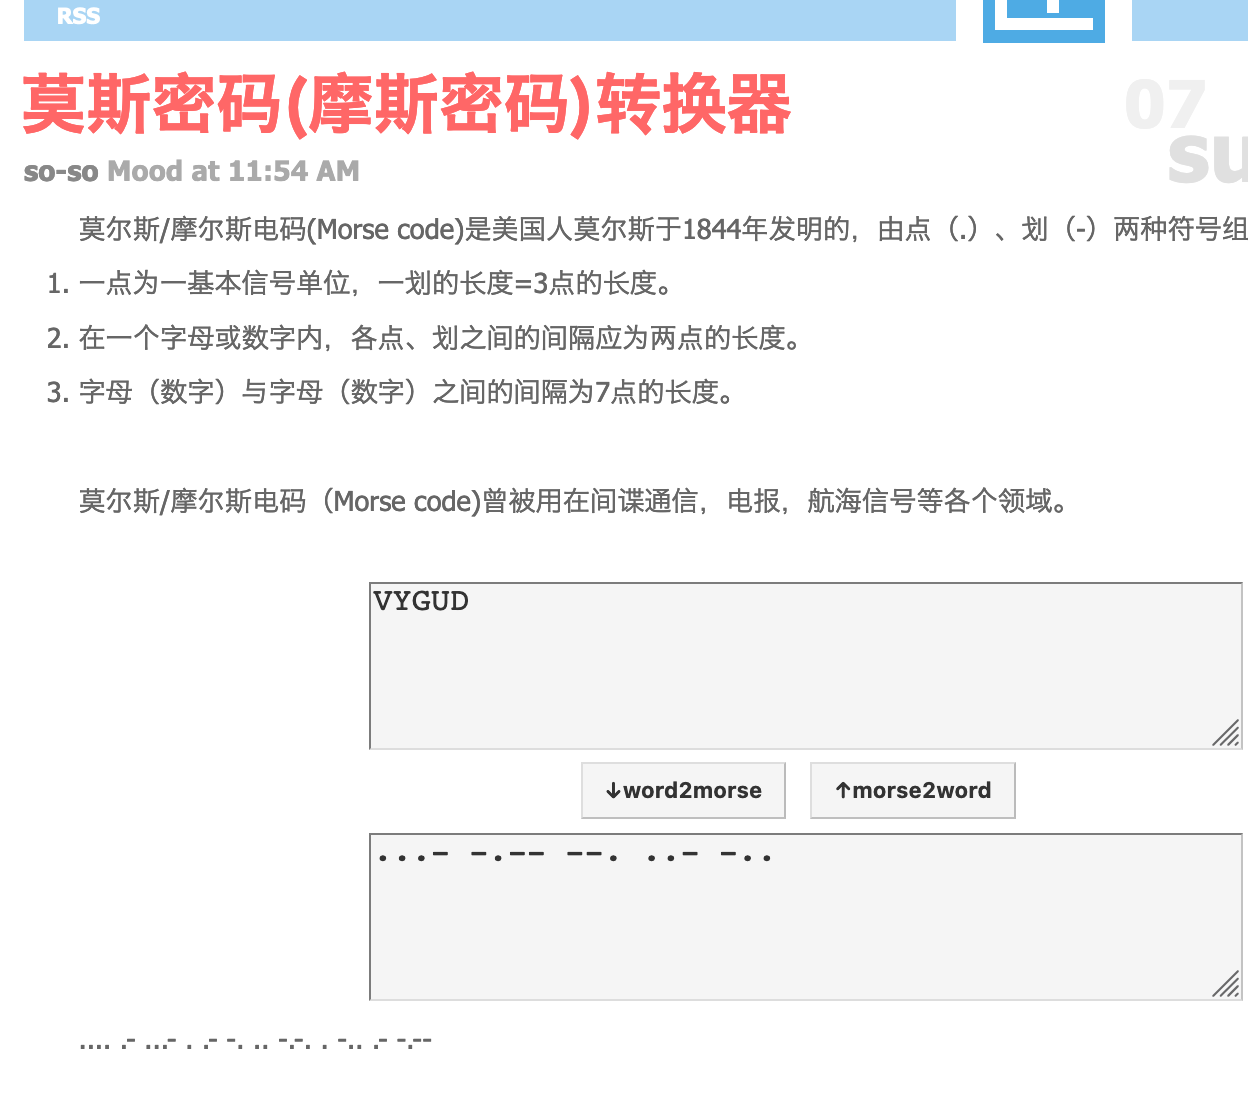 RSS
莫斯密码(摩斯密码)转换器
07
su
so-so Mood at 11:54 AM
莫尔斯/摩尔斯电码(Morse code)是美国人莫尔斯于1844年发明的，由点（.）、划（-）两种符号组
1. 一点为一基本信号单位，一划的长度=3点的长度。
2. 在一个字母或数字内，各点、划之间的间隔应为两点的长度。
3. 字母（数字）与字母（数字）之间的间隔为7点的长度。
莫尔斯/摩尔斯电码（Morse code)曾被用在间谍通信，电报，航海信号等各个领域。
VYGUD
↓word2morse ↑morse2word
...- -.-- --. ..- -..
.... .- ...- . .- -. .. -.-. . -.. .- -.--